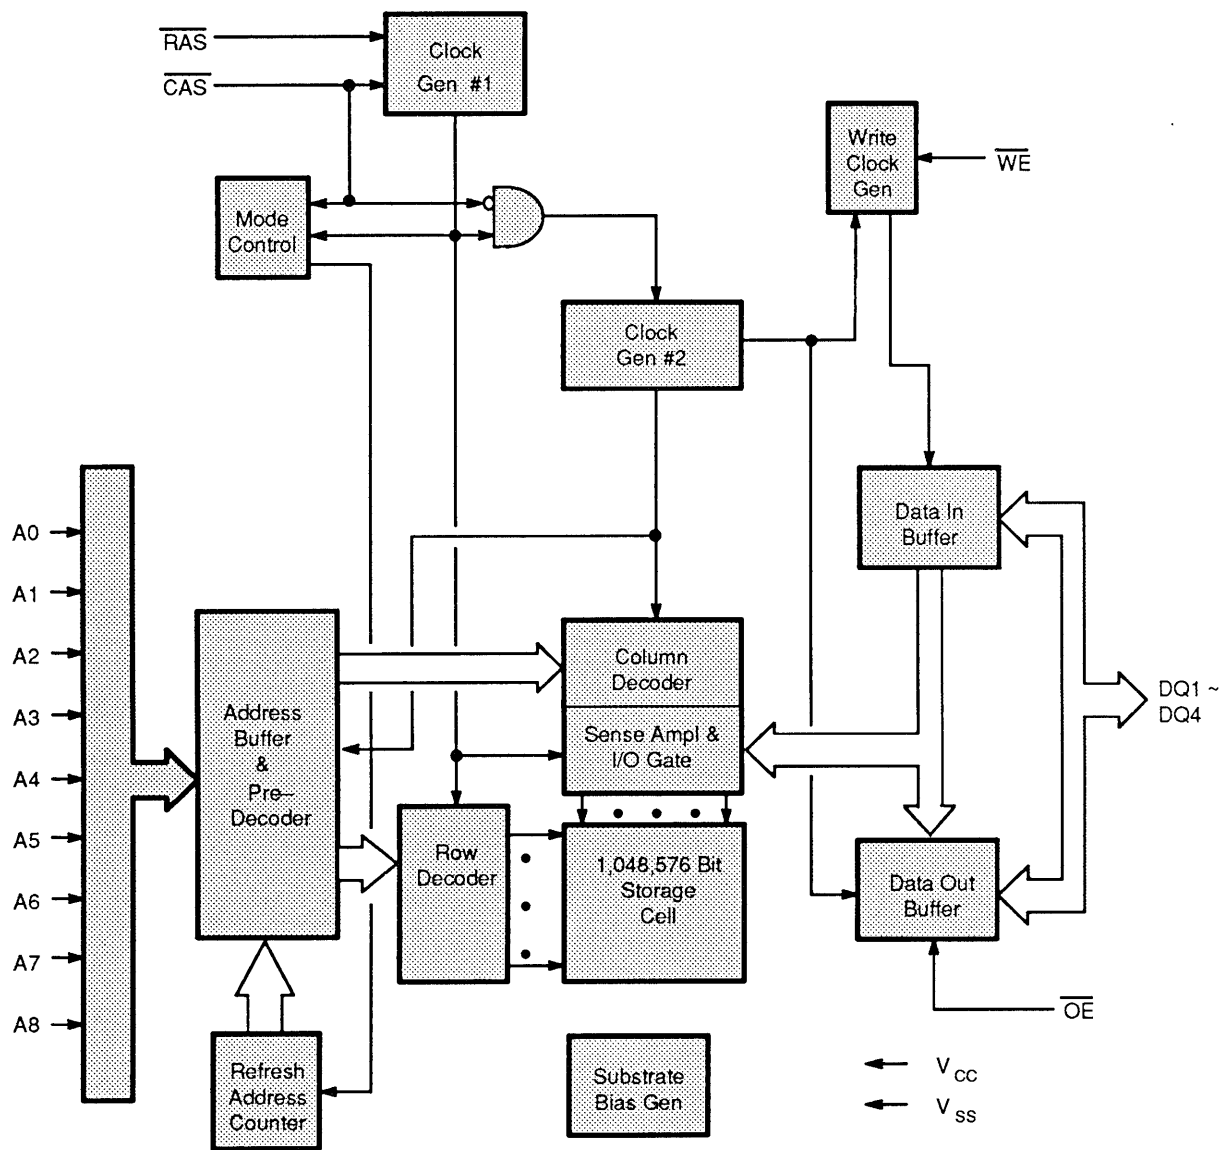 RAS
CAS
Clock
Gen #1
Write
Clock
Gen
WE
Mode
Control
Clock
Gen #2
A0
A1
A2
A3
A4
A5
A6
A7
A8
Address
Buffer
&
Pre–
Decoder
Column
Decoder
Sense Ampl &
I/O Gate
Data In
Buffer
DQ1 ~
DQ4
Row
Decoder
1,048,576 Bit
Storage
Cell
Data Out
Buffer
OE
Refresh
Address
Counter
Substrate
Bias Gen
VCC
VSS